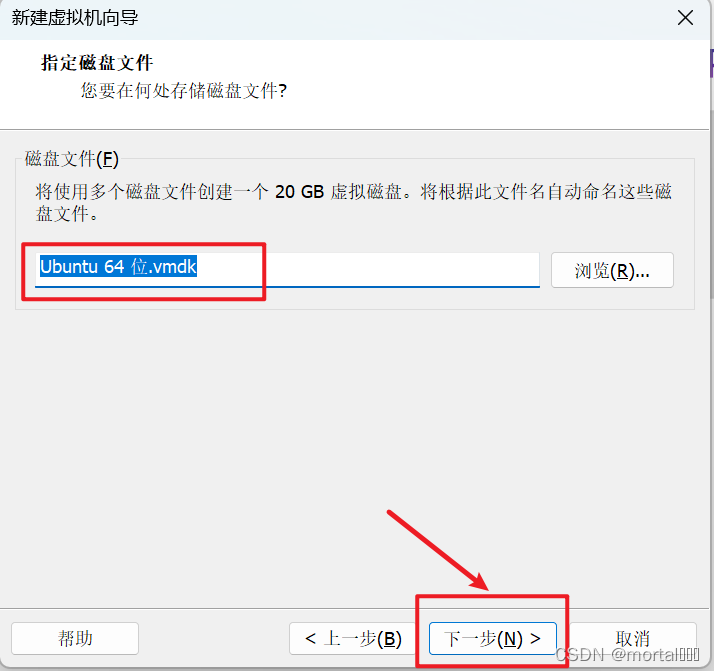 新建虚拟机向导
指定磁盘文件
您要在何处存储磁盘文件?
磁盘文件(F)
将使用多个磁盘文件创建一个 20 GB 虚拟磁盘。将根据此文件名自动命名这些磁
盘文件。
Ubuntu 64 位.vmdk
浏览(R)...
帮助
< 上一步(B)
下一步(N) >
取消
CSDN @mortal